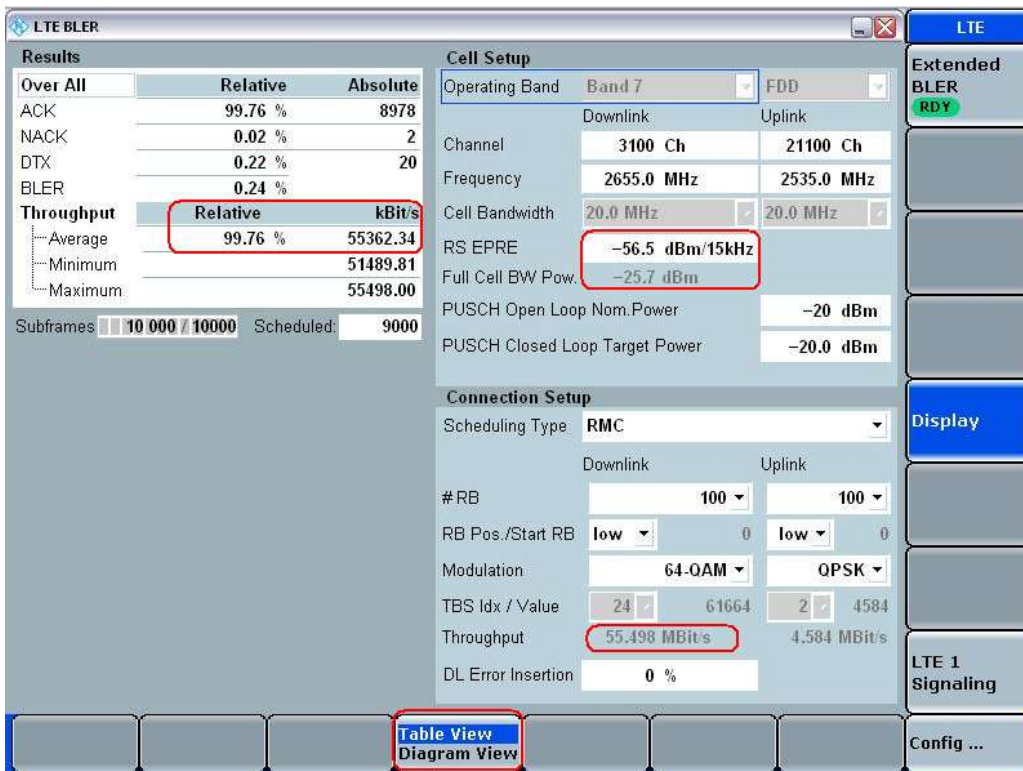 LTE BLER
LTE
Results
Over All Relative Absolute
ACK 99.76 % 8978
NACK 0.02 % 2
DTX 0.22 % 20
BLER 0.24 %
Throughput Relative kBit/s
Average 99.76 % 55362.34
Minimum 51489.81
Maximum 55498.00
Subframes 10 000 / 10000 Scheduled: 9000
Cell Setup
Operating Band Band 7 FDD
Downlink Uplink
Channel 3100 Ch 21100 Ch
Frequency 2655.0 MHz 2535.0 MHz
Cell Bandwidth 20.0 MHz 20.0 MHz
RS EPRE −56.5 dBm/15kHz
Full Cell BW Pow. −25.7 dBm
PUSCH Open Loop Nom.Power −20 dBm
PUSCH Closed Loop Target Power −20.0 dBm
Connection Setup
Scheduling Type RMC
Downlink Uplink
# RB 100 100
RB Pos./Start RB low 0 low 0
Modulation 64-QAM QPSK
TBS Idx / Value 24 61664 2 4584
Throughput 55.498 MBit/s 4.584 MBit/s
DL Error Insertion 0 %
Extended
BLER
RDY
Display
LTE 1
Signaling
Table View
Diagram View
Config ...